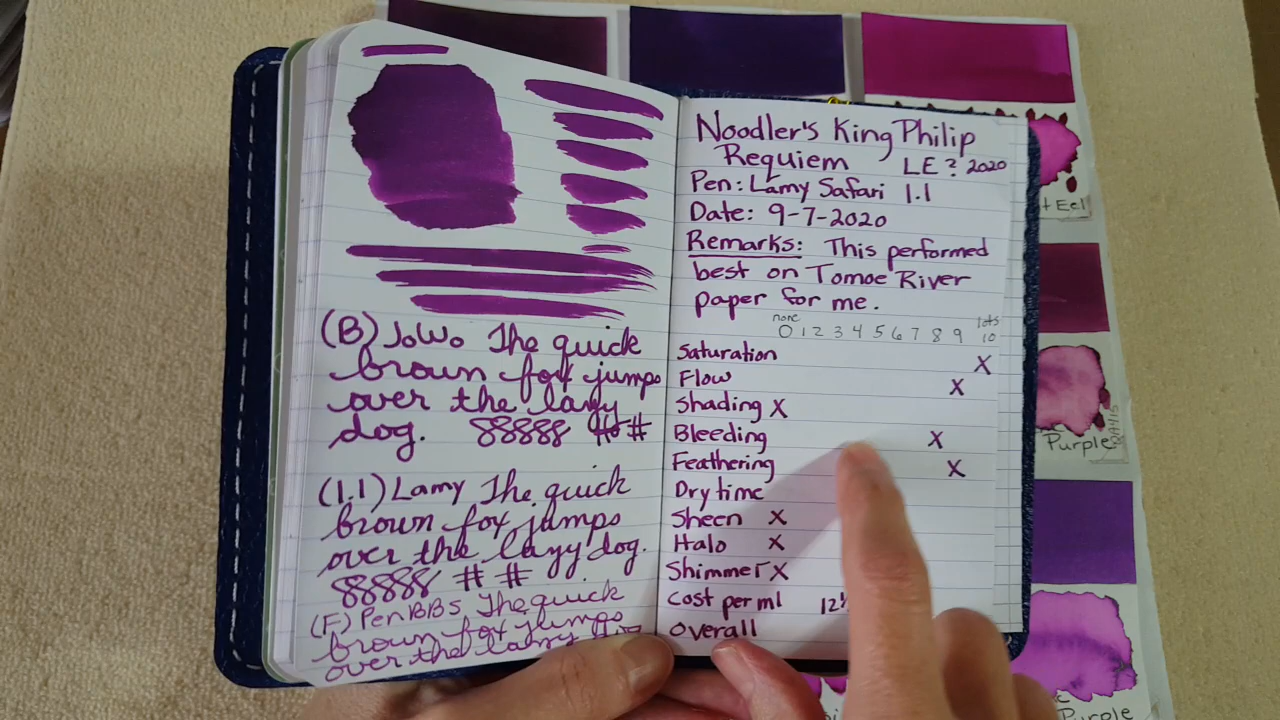 (B) JoWo The quick
brown fox jumps
over the lazy
dog. 88888 ##
(1.1) Lamy The quick
brown fox jumps
over the lazy dog.
88888 # #
(F) PenBBS The quick
brown fox jumps
over the lazy
Noodler's King Philip
Requiem LE ? 2020
Pen: Lamy Safari 1.1
Date: 9-7-2020
Remarks: This performed
best on Tomoe River
paper for me.
none lots
0 1 2 3 4 5 6 7 8 9 10
Saturation X
Flow X
Shading X
Bleeding X
Feathering X
Dry time
Sheen X
Halo X
Shimmer X
Cost per ml 12
Overall
Eel
Purple
Purple